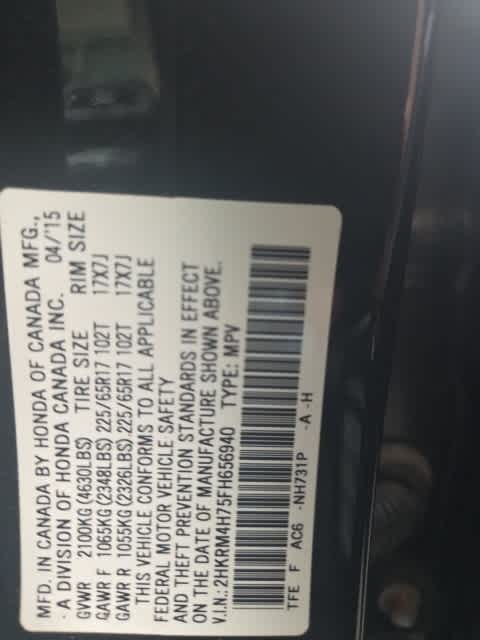 MFD. IN CANADA BY HONDA OF CANADA MFG.,
A DIVISION OF HONDA CANADA INC. 04/'15
GVWR 2100KG(4630LBS) TIRE SIZE RIM SIZE
GAWR F 1065KG(2348LBS) 225/65R17 102T 17X7J
GAWR R 1055KG(2326LBS) 225/65R17 102T 17X7J
THIS VEHICLE CONFORMS TO ALL APPLICABLE
FEDERAL MOTOR VEHICLE SAFETY
AND THEFT PREVENTION STANDARDS IN EFFECT
ON THE DATE OF MANUFACTURE SHOWN ABOVE.
V.I.N.: 2HKRM4H75FH656940 TYPE: MPV
TFE F AC6 -NH731P -A -H